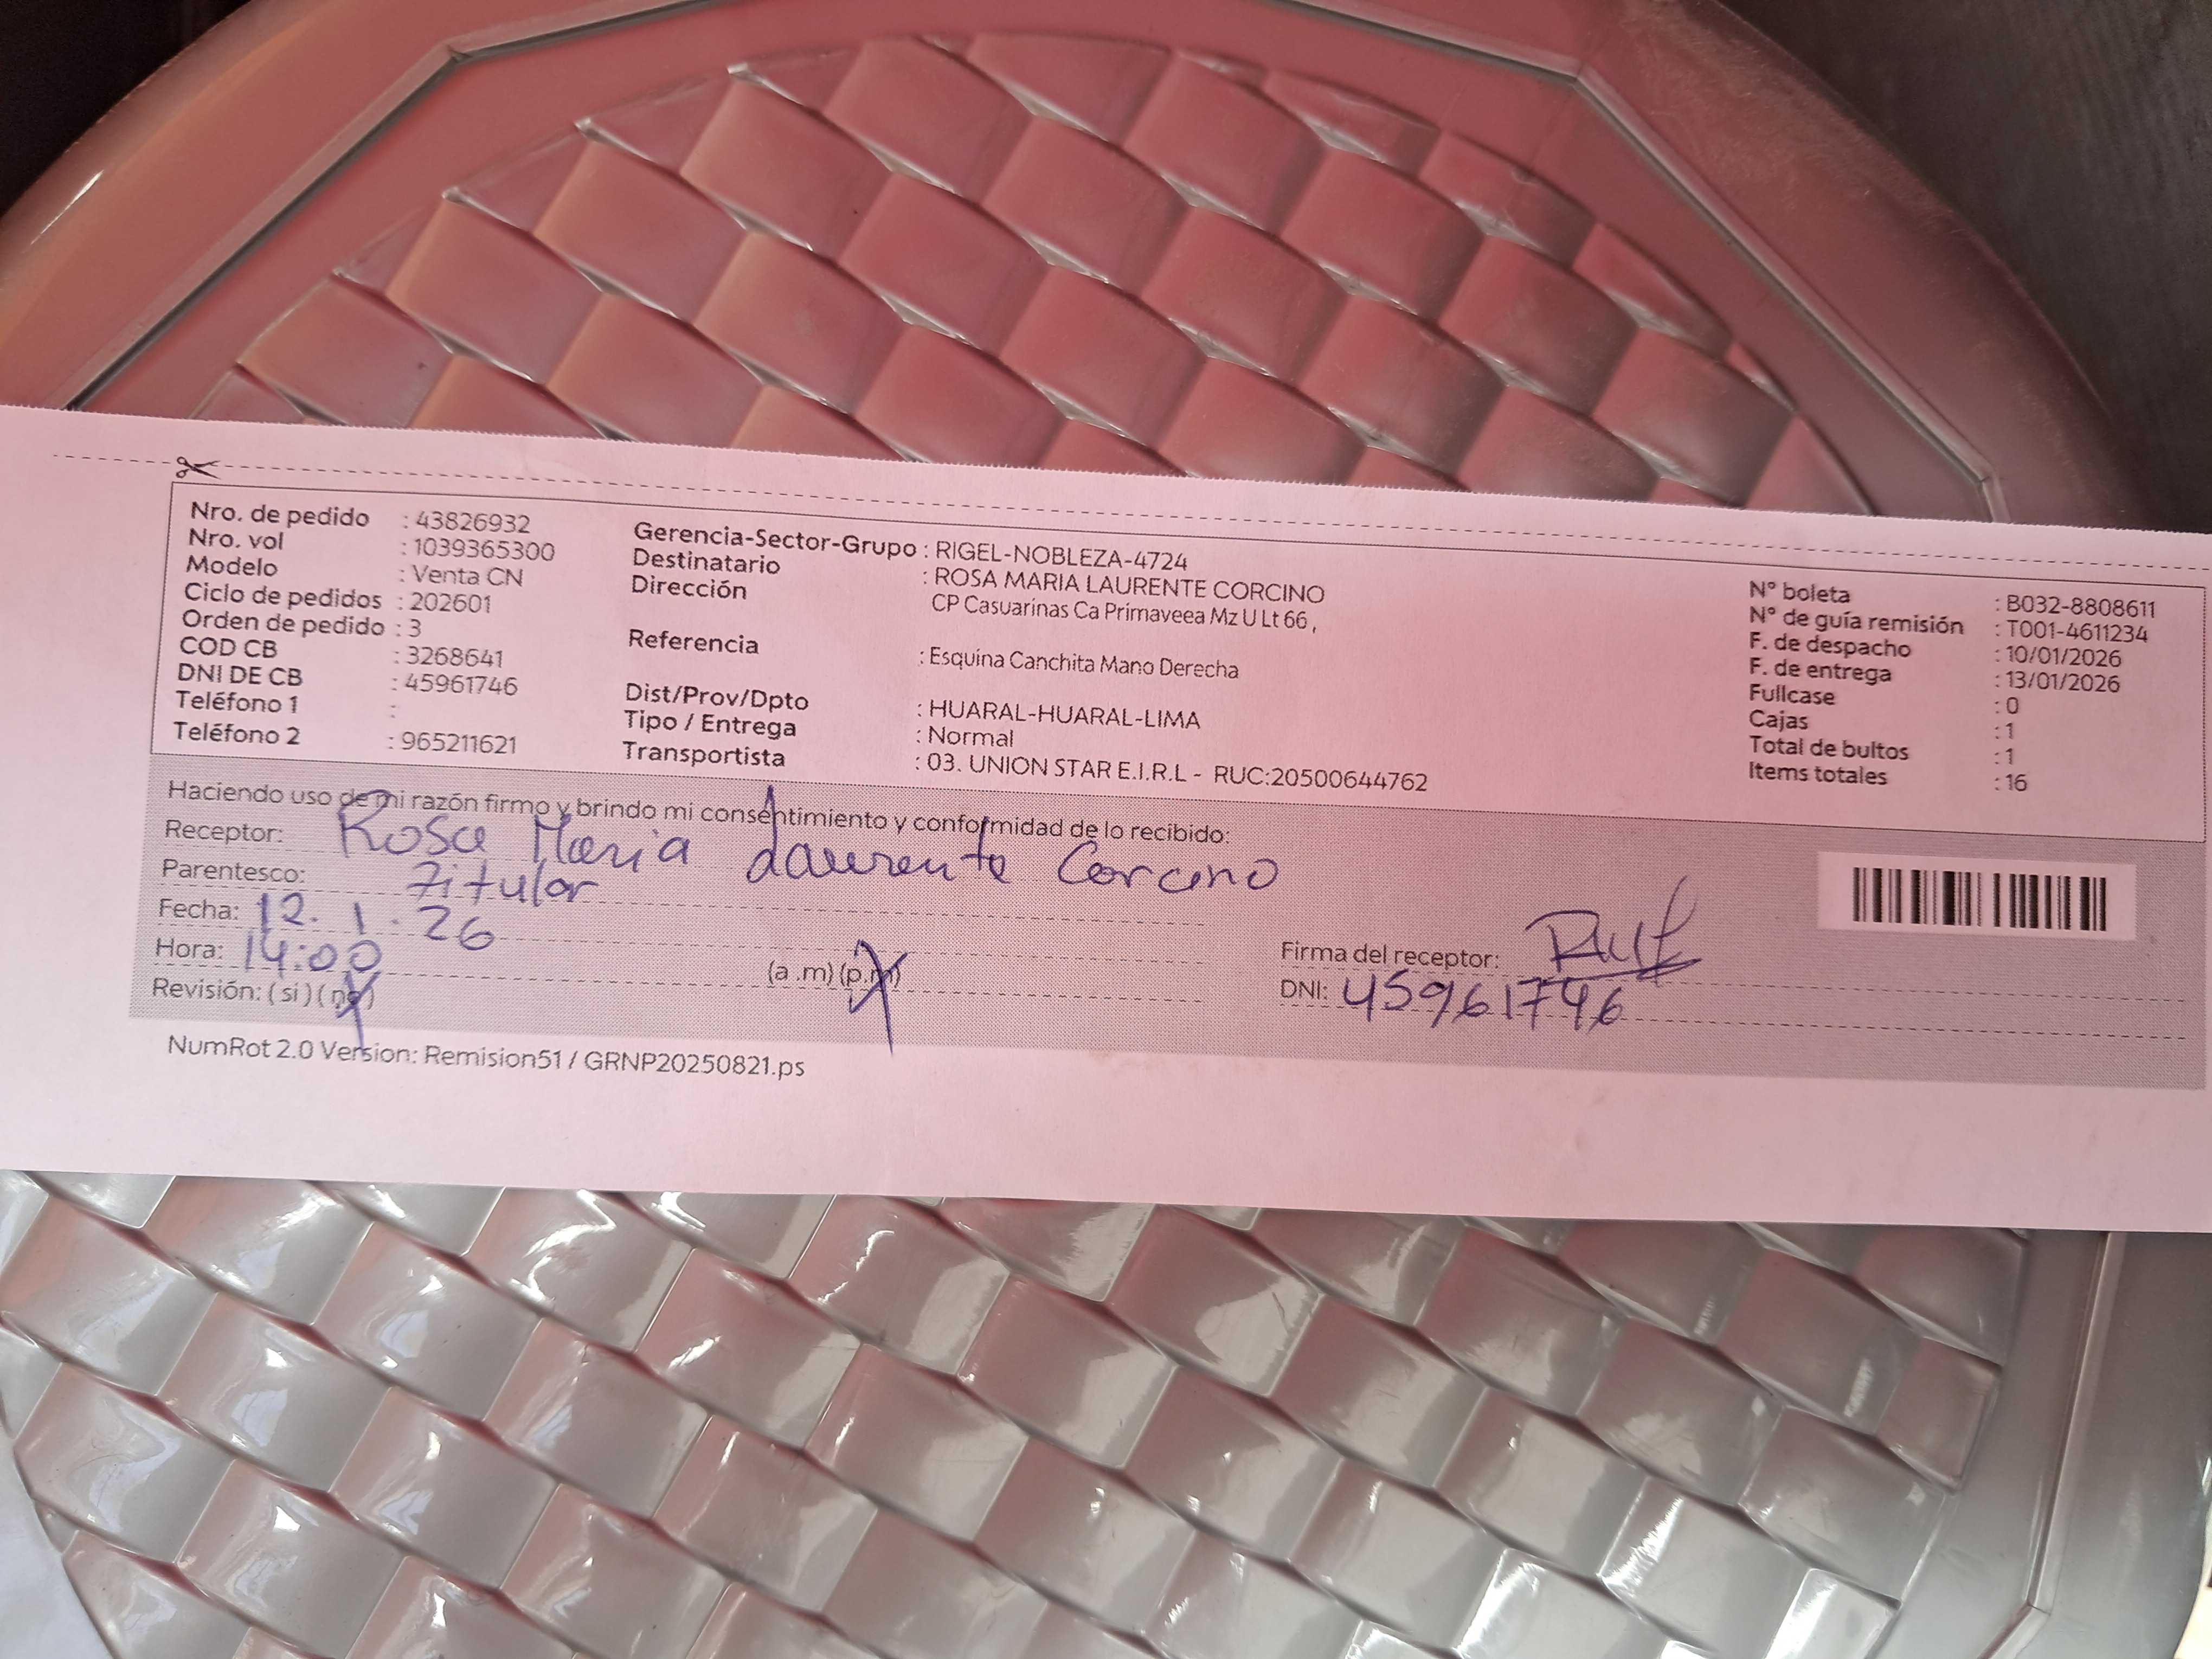 Nro. de pedido : 43826932
Nro. vol : 1039365300
Modelo : Venta CN
Ciclo de pedidos : 202601
Orden de pedido : 3
COD CB : 3268641
DNI DE CB : 45961746
Teléfono 1 :
Teléfono 2 : 965211621
Gerencia-Sector-Grupo : RIGEL-NOBLEZA-4724
Destinatario : ROSA MARIA LAURENTE CORCINO
Dirección CP Casuarinas Ca Primaveea Mz U Lt 66 ,
Referencia : Esquina Canchita Mano Derecha
Dist/Prov/Dpto : HUARAL-HUARAL-LIMA
Tipo / Entrega : Normal
Transportista : 03. UNION STAR E.I.R.L - RUC:20500644762
N° boleta : B032-8808611
N° de guía remisión : T001-4611234
F. de despacho : 10/01/2026
F. de entrega : 13/01/2026
Fullcase : 0
Cajas : 1
Total de bultos : 1
Items totales : 16
Haciendo uso de mi razón firmo y brindo mi consentimiento y conformidad de lo recibido:
Receptor: Rosa Maria Laurente Corcino
Parentesco: Titular
Fecha: 12. 1. 26
Hora: 14:00 (a .m) (p.m)
Revisión: ( si ) ( no )
Firma del receptor:
DNI: 45961746
NumRot 2.0 Version: Remision51 / GRNP20250821.ps